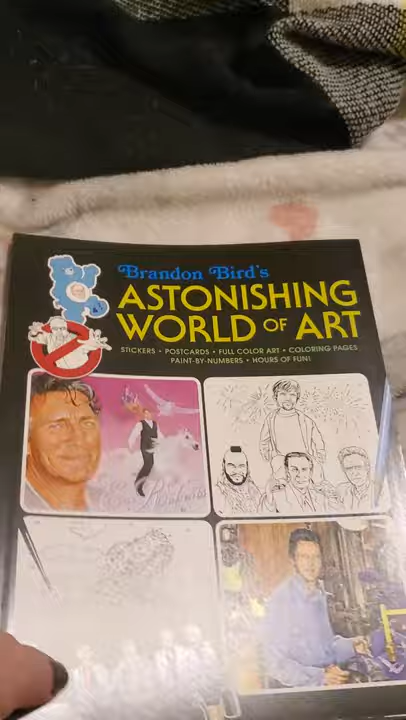 Brandon Bird's
ASTONISHING
WORLD OF ART
STICKERS • POSTCARDS • FULL COLOR ART • COLORING PAGES
PAINT-BY-NUMBERS • HOURS OF FUN!